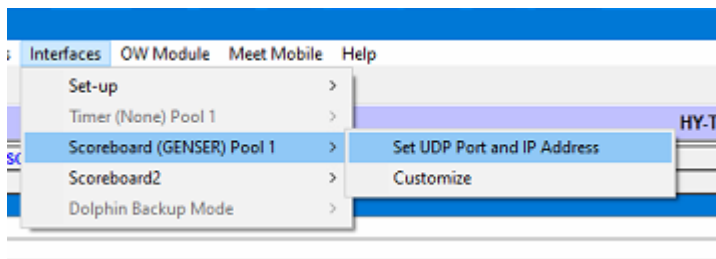 Interfaces OW Module Meet Mobile Help
Set-up
Timer (None) Pool 1
HY-T
Scoreboard (GENSER) Pool 1
Set UDP Port and IP Address
Scoreboard2
Customize
Dolphin Backup Mode